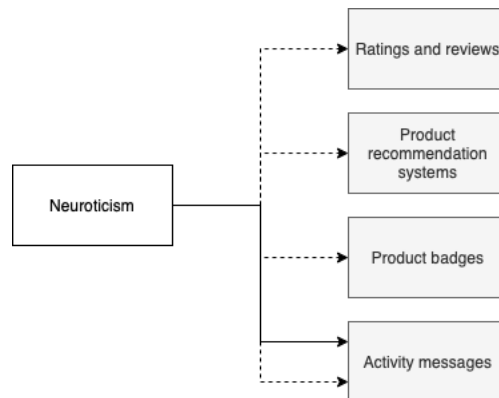 Neuroticism
Ratings and reviews
Product
recommendation
systems
Product badges
Activity messages